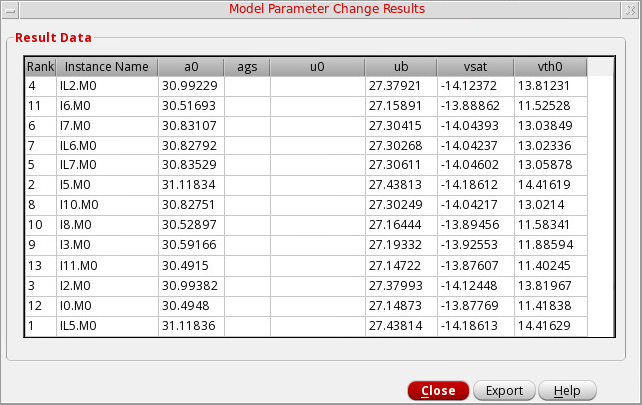 Model Parameter Change Results
Result Data
Rank Instance Name a0 ags u0 ub vsat vth0
4 IL2.M0 30.99229 27.37921 -14.12372 13.81231
11 I6.M0 30.51693 27.15891 -13.88862 11.52528
6 I7.M0 30.83107 27.30415 -14.04393 13.03849
7 IL6.M0 30.82792 27.30268 -14.04237 13.02336
5 IL7.M0 30.83529 27.30611 -14.04602 13.05878
2 I5.M0 31.11834 27.43813 -14.18612 14.41619
8 I10.M0 30.82751 27.30249 -14.04217 13.0214
10 I8.M0 30.52897 27.16444 -13.89456 11.58341
9 I3.M0 30.59166 27.19332 -13.92553 11.88594
13 I11.M0 30.4915 27.14722 -13.87607 11.40245
3 I2.M0 30.99382 27.37993 -14.12448 13.81967
12 I0.M0 30.4948 27.14873 -13.87769 11.41838
1 IL5.M0 31.11836 27.43814 -14.18613 14.41629
Close Export Help